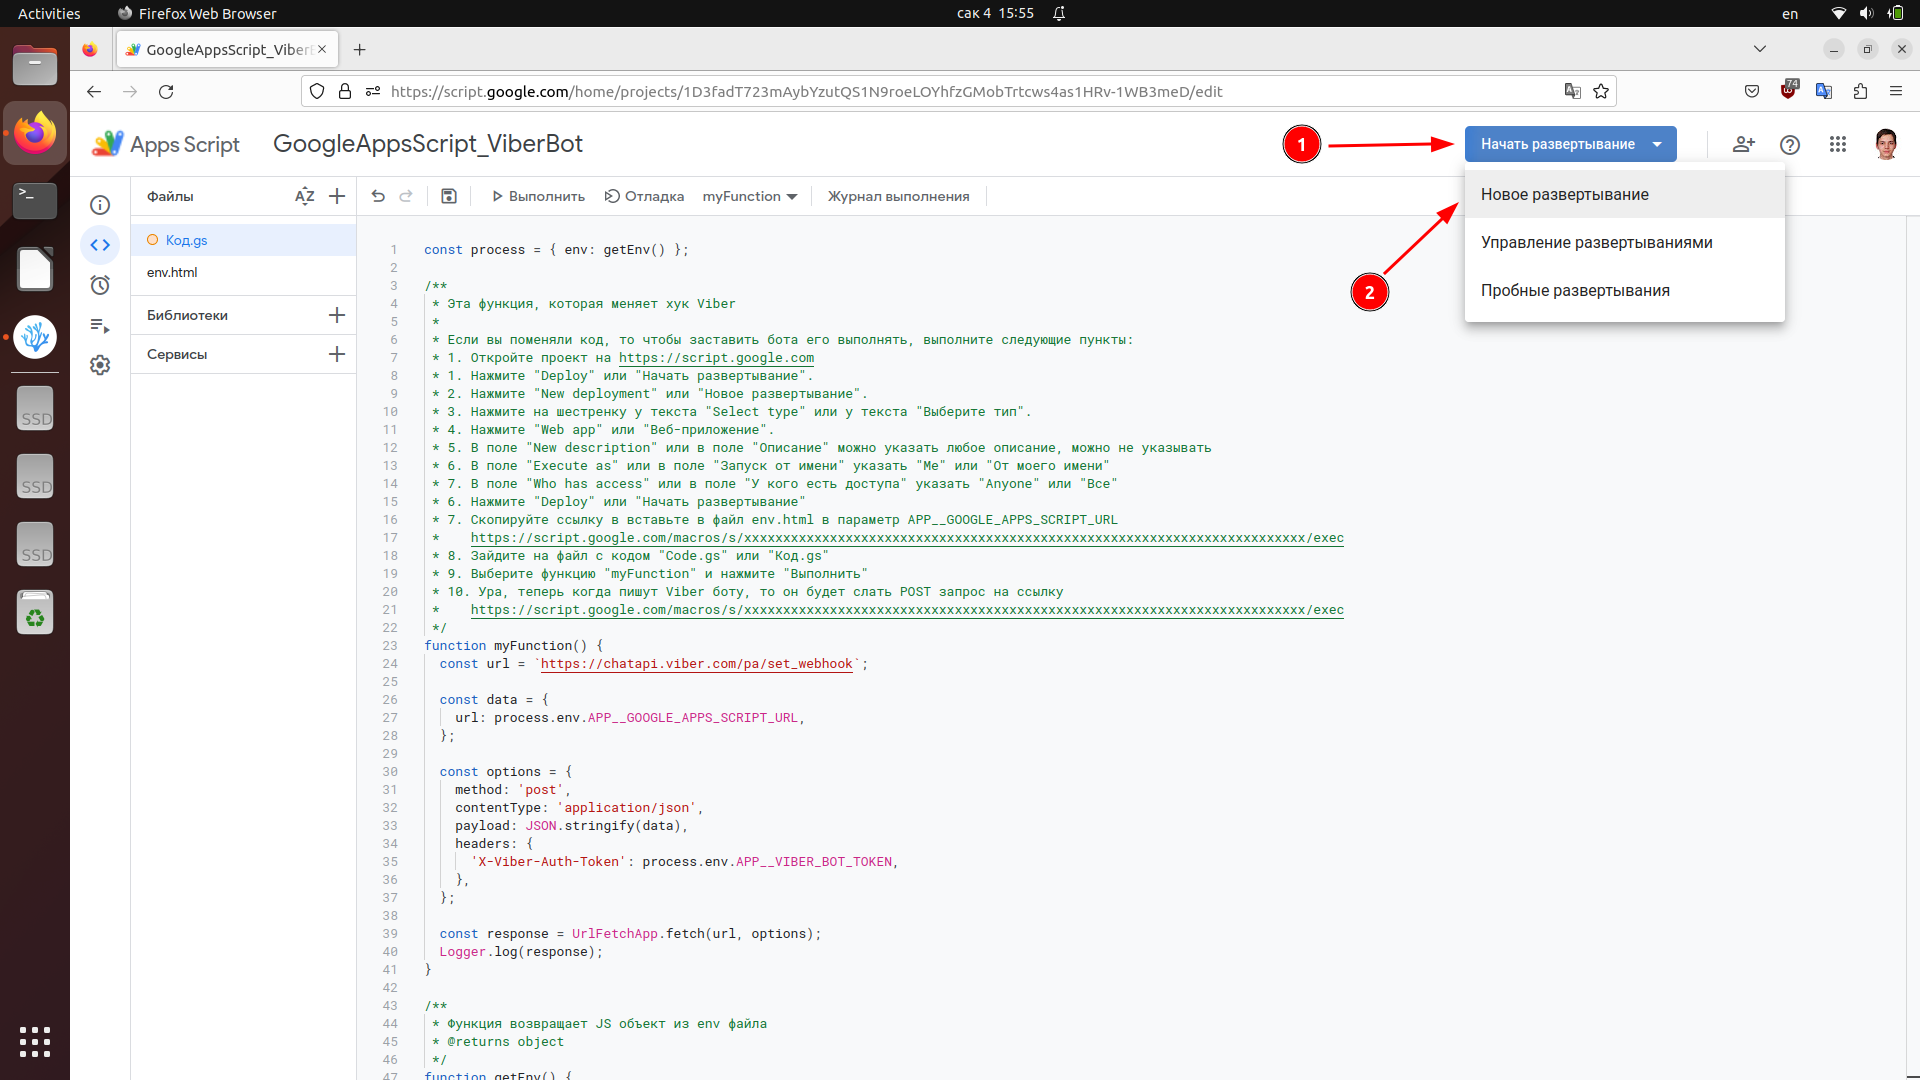 Activities
Firefox Web Browser
сак 4 15:55
en
GoogleAppsScript_Viber
https://script.google.com/home/projects/1D3fadT723mAybYzutQS1N9roeLOYhfzGMobTrtcws4as1HRv-1WB3meD/edit
74
Apps Script
GoogleAppsScript_ViberBot
1
Начать развертывание
Файлы
AZ
Выполнить
Отладка
myFunction
Журнал выполнения
Новое развертывание
Управление развертываниями
Пробные развертывания
2
Код.gs
env.html
Библиотеки
Сервисы
SSD
SSD
SSD
1 const process = { env: getEnv() };
2
3 /**
4 * Эта функция, которая меняет хук Viber
5 *
6 * Если вы поменяли код, то чтобы заставить бота его выполнять, выполните следующие пункты:
7 * 1. Откройте проект на https://script.google.com
8 * 1. Нажмите "Deploy" или "Начать развертывание".
9 * 2. Нажмите "New deployment" или "Новое развертывание".
10 * 3. Нажмите на шестренку у текста "Select type" или у текста "Выберите тип".
11 * 4. Нажмите "Web app" или "Веб-приложение".
12 * 5. В поле "New description" или в поле "Описание" можно указать любое описание, можно не указывать
13 * 6. В поле "Execute as" или в поле "Запуск от имени" указать "Me" или "От моего имени"
14 * 7. В поле "Who has access" или в поле "У кого есть доступа" указать "Anyone" или "Все"
15 * 6. Нажмите "Deploy" или "Начать развертывание"
16 * 7. Скопируйте ссылку в вставьте в файл env.html в параметр APP__GOOGLE_APPS_SCRIPT_URL
17 * https://script.google.com/macros/s/xxxxxxxxxxxxxxxxxxxxxxxxxxxxxxxxxxxxxxxxxxxxxxxxxxxxxxxxxxxxxxxxxxxxxxxx/exec
18 * 8. Зайдите на файл с кодом "Code.gs" или "Код.gs"
19 * 9. Выберите функцию "myFunction" и нажмите "Выполнить"
20 * 10. Ура, теперь когда пишут Viber боту, то он будет слать POST запрос на ссылку
21 * https://script.google.com/macros/s/xxxxxxxxxxxxxxxxxxxxxxxxxxxxxxxxxxxxxxxxxxxxxxxxxxxxxxxxxxxxxxxxxxxxxxxx/exec
22 */
23 function myFunction() {
24 const url = `https://chatapi.viber.com/pa/set_webhook`;
25
26 const data = {
27 url: process.env.APP__GOOGLE_APPS_SCRIPT_URL,
28 };
29
30 const options = {
31 method: 'post',
32 contentType: 'application/json',
33 payload: JSON.stringify(data),
34 headers: {
35 'X-Viber-Auth-Token': process.env.APP__VIBER_BOT_TOKEN,
36 },
37 };
38
39 const response = UrlFetchApp.fetch(url, options);
40 Logger.log(response);
41 }
42
43 /**
44 * Функция возвращает JS объект из env файла
45 * @returns object
46 */
47 function getEnv() {